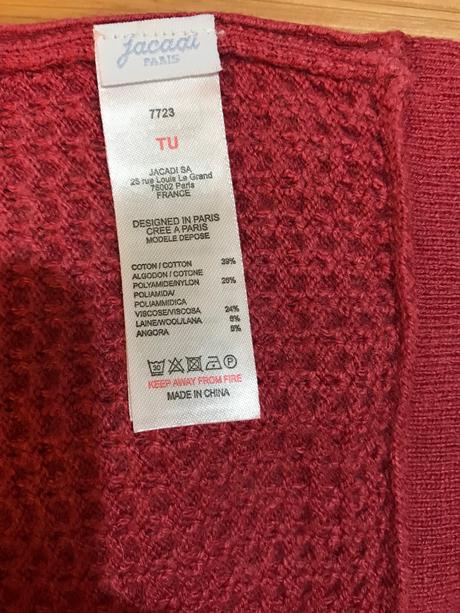 Jacadi
PARIS
7723
TU
JACADI SA
26 rue Louis Le Grand
75002 Paris
FRANCE
DESIGNED IN PARIS
CREE A PARIS
MODELE DEPOSE
COTON / COTTON 39%
ALGODON / COTONE
POLYAMIDE/NYLON 26%
POLIAMIDA/
POLIAMMIDICA
VISCOSE/VISCOSA 24%
LAINE/WOOL/LANA 6%
ANGORA 5%
30 P
KEEP AWAY FROM FIRE
MADE IN CHINA